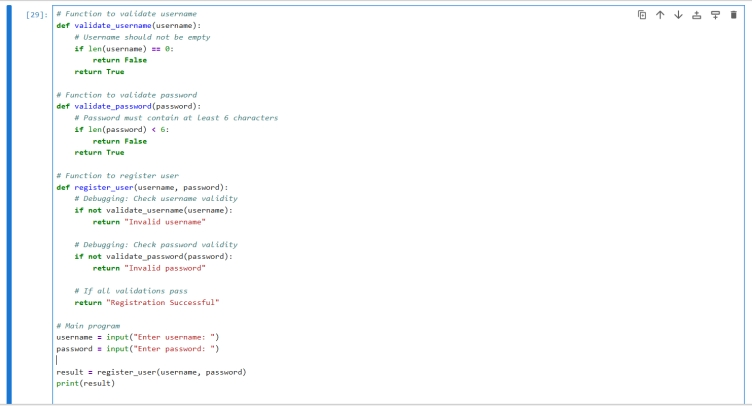 [29]: # Function to validate username
def validate_username(username):
    # Username should not be empty
    if len(username) == 0:
        return False
    return True

# Function to validate password
def validate_password(password):
    # Password must contain at least 6 characters
    if len(password) < 6:
        return False
    return True

# Function to register user
def register_user(username, password):
    # Debugging: Check username validity
    if not validate_username(username):
        return "Invalid username"

    # Debugging: Check password validity
    if not validate_password(password):
        return "Invalid password"

    # If all validations pass
    return "Registration Successful"

# Main program
username = input("Enter username: ")
password = input("Enter password: ")

result = register_user(username, password)
print(result)